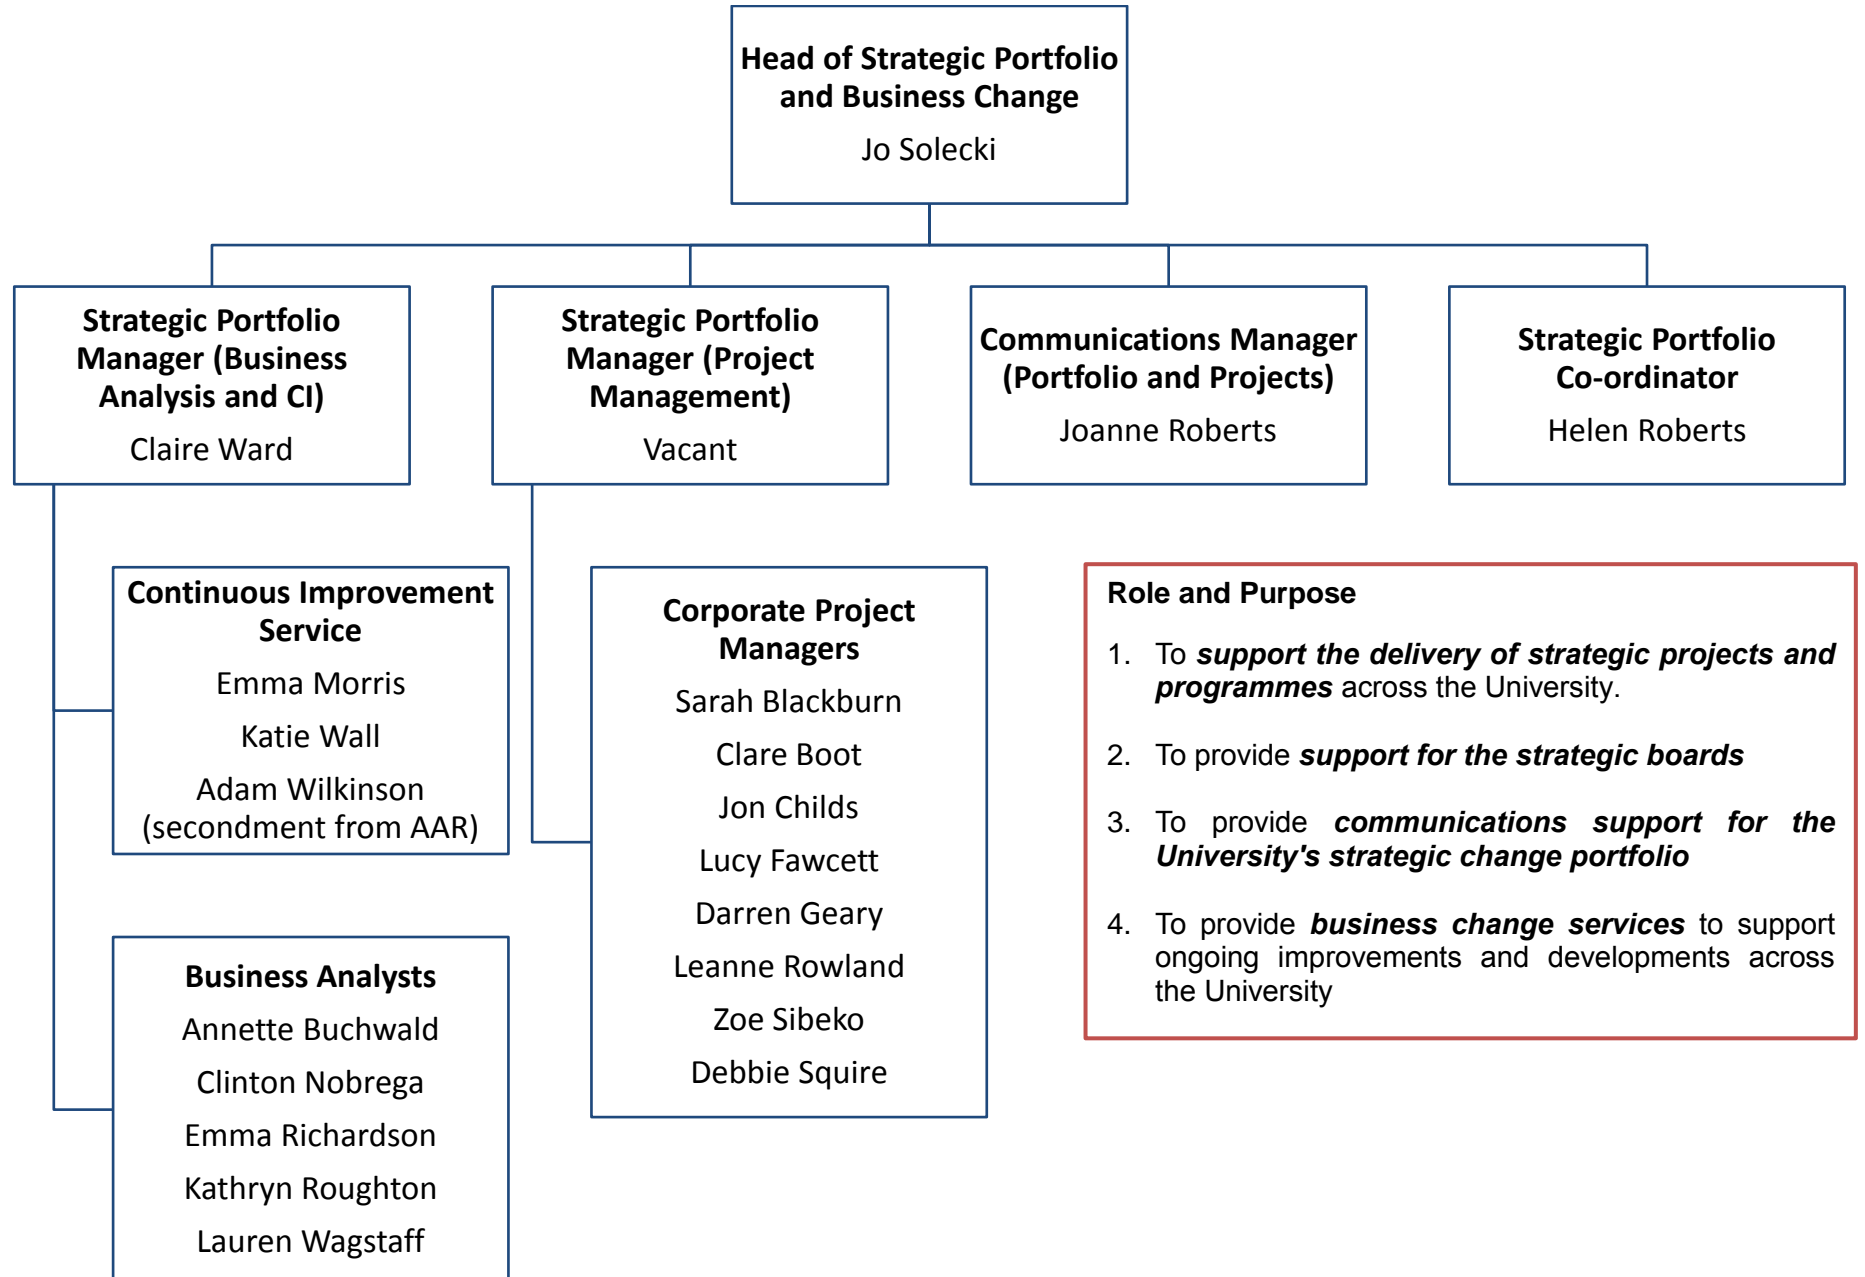 Head of Strategic Portfolio
and Business Change
Jo Solecki
Strategic Portfolio
Manager (Business
Analysis and CI)
Claire Ward
Strategic Portfolio
Manager (Project
Management)
Vacant
Communications Manager
(Portfolio and Projects)
Joanne Roberts
Strategic Portfolio
Co-ordinator
Helen Roberts
Continuous Improvement
Service
Emma Morris
Katie Wall
Adam Wilkinson
(secondment from AAR)
Business Analysts
Annette Buchwald
Clinton Nobrega
Emma Richardson
Kathryn Roughton
Lauren Wagstaff
Corporate Project
Managers
Sarah Blackburn
Clare Boot
Jon Childs
Lucy Fawcett
Darren Geary
Leanne Rowland
Zoe Sibeko
Debbie Squire
Role and Purpose
1. To support the delivery of strategic projects and
programmes across the University.
2. To provide support for the strategic boards
3. To provide communications support for the
University's strategic change portfolio
4. To provide business change services to support
ongoing improvements and developments across
the University